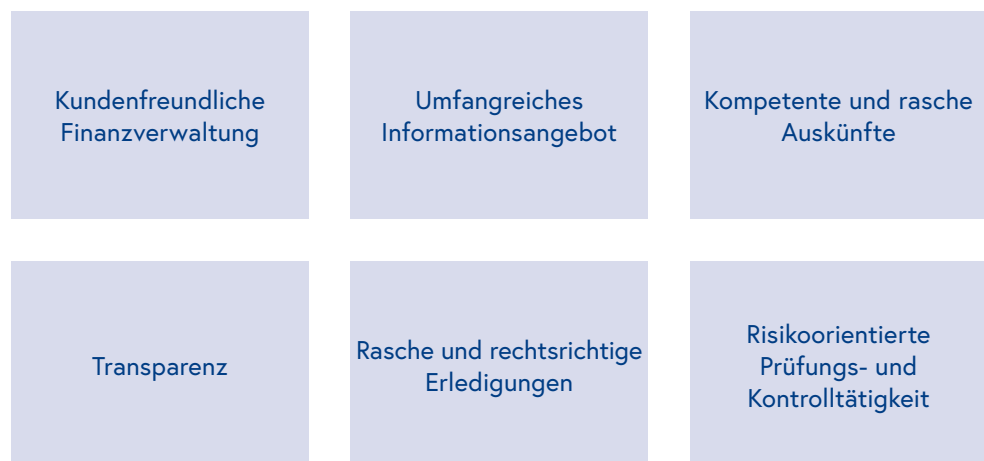 Kundenfreundliche
Finanzverwaltung
Umfangreiches
Informationsangebot
Kompetente und rasche
Auskünfte
Transparenz
Rasche und rechtsrichtige
Erledigungen
Risikoorientierte
Prüfungs- und
Kontrolltätigkeit